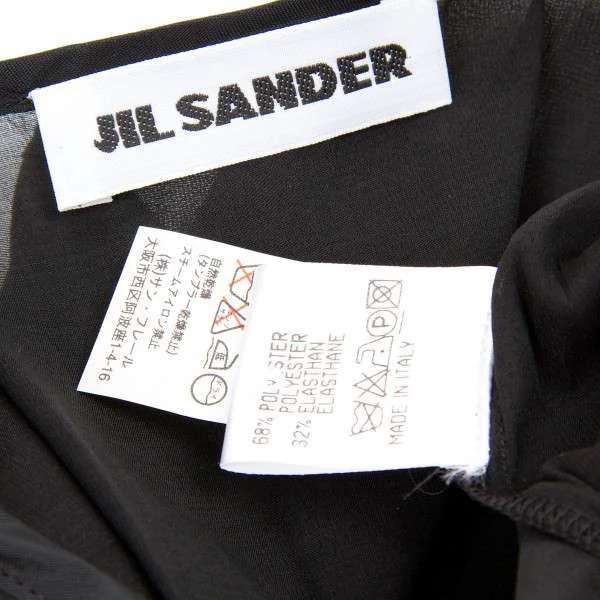 JIL SANDER
自然乾燥
(タンブラー乾燥禁止)
スチームアイロン禁止
(株)サン・フレール
大阪市西区阿波座1-4-16
68% POLYESTER
POLYESTER
32% ELASTHAN
ELASTHANE
P
MADE IN ITALY